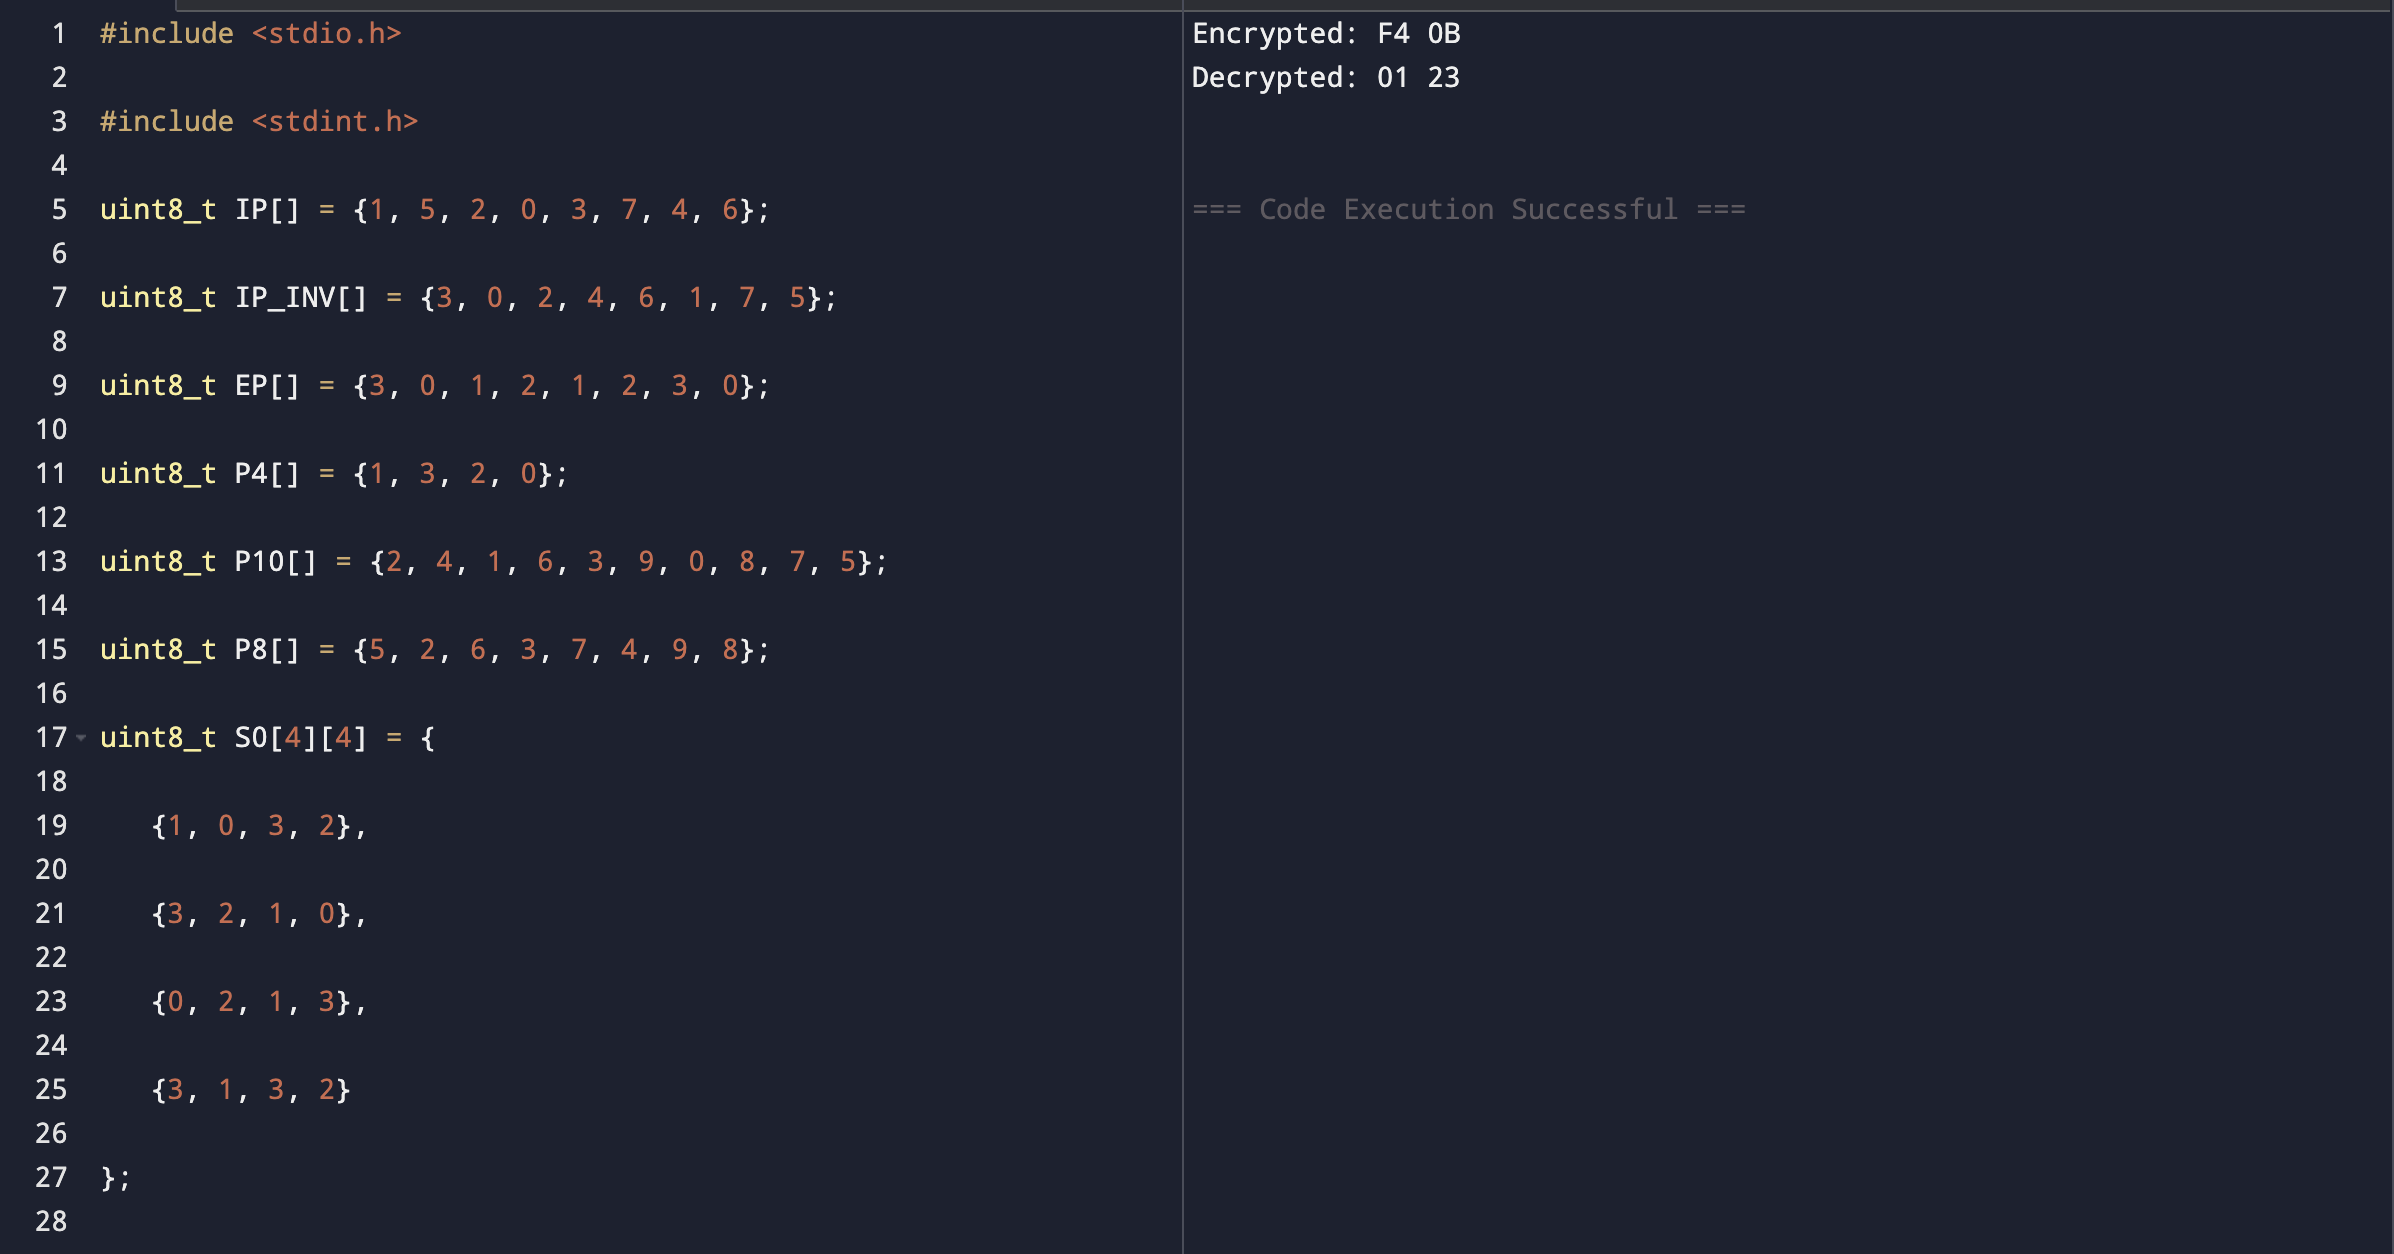 1 #include <stdio.h>
2
3 #include <stdint.h>
4
5 uint8_t IP[] = {1, 5, 2, 0, 3, 7, 4, 6};
6
7 uint8_t IP_INV[] = {3, 0, 2, 4, 6, 1, 7, 5};
8
9 uint8_t EP[] = {3, 0, 1, 2, 1, 2, 3, 0};
10
11 uint8_t P4[] = {1, 3, 2, 0};
12
13 uint8_t P10[] = {2, 4, 1, 6, 3, 9, 0, 8, 7, 5};
14
15 uint8_t P8[] = {5, 2, 6, 3, 7, 4, 9, 8};
16
17 uint8_t S0[4][4] = {
18
19    {1, 0, 3, 2},
20
21    {3, 2, 1, 0},
22
23    {0, 2, 1, 3},
24
25    {3, 1, 3, 2}
26
27 };
28
Encrypted: F4 0B
Decrypted: 01 23
=== Code Execution Successful ===